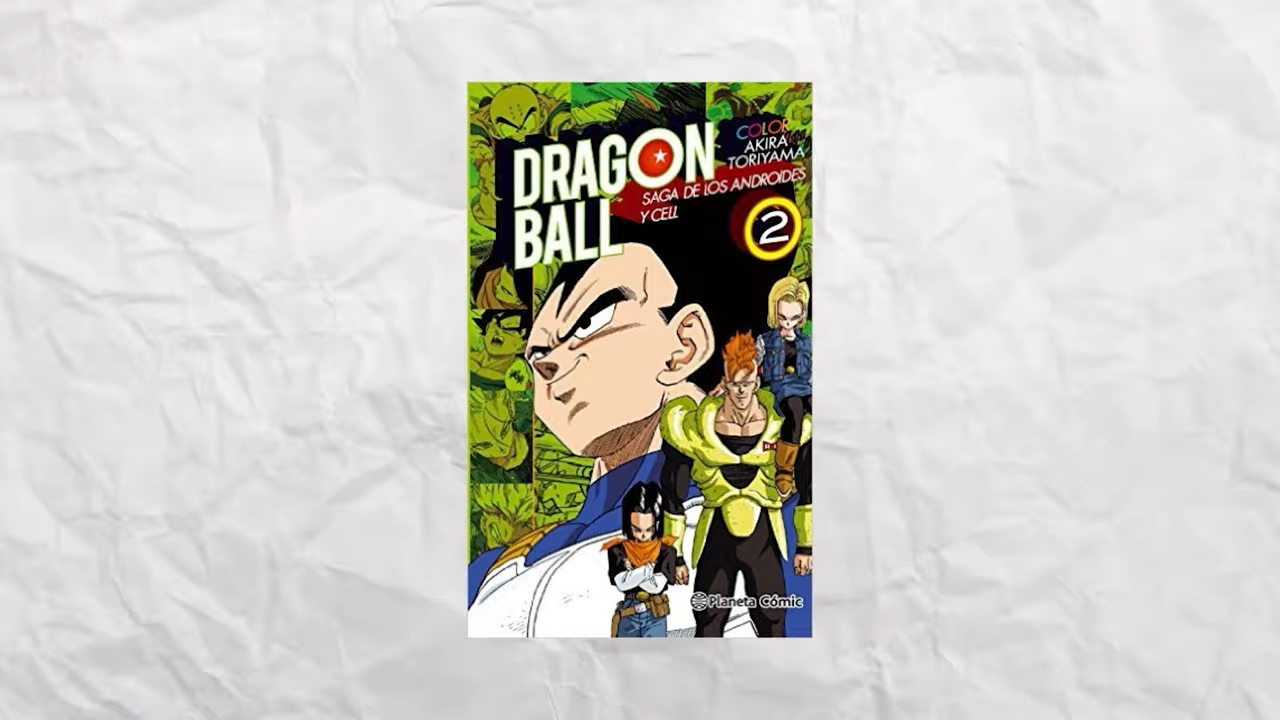 DRAGON
BALL
COLOR
AKIRA
TORIYAMA
SAGA DE LOS ANDROIDES
Y CELL
2
Planeta Cómic